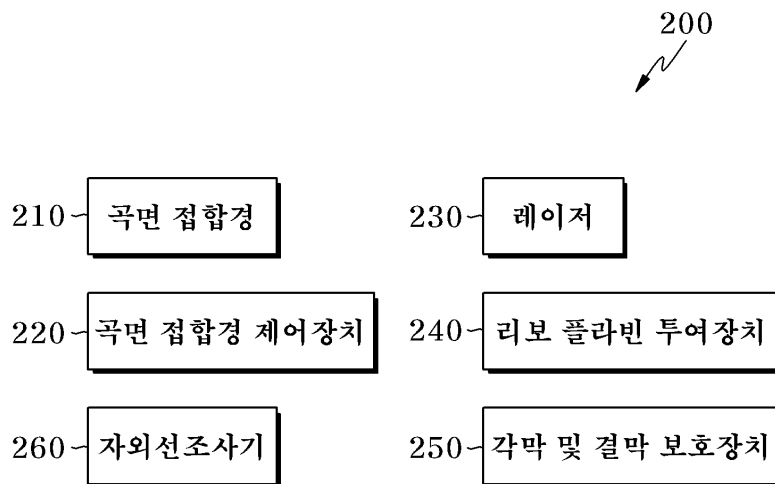 200
210 곡면 접합경
230 레이저
220 곡면 접합경 제어장치
240 리보 플라빈 투여장치
260 자외선조사기
250 각막 및 결막 보호장치